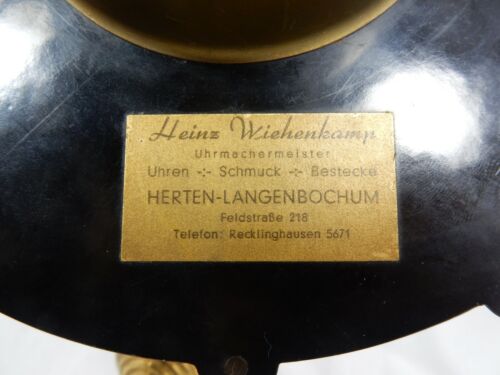 Heinz Wiehenkamp
Uhrmachermeister
Uhren -:- Schmuck -:- Bestecke
HERTEN-LANGENBOCHUM
Feldstraße 218
Telefon: Recklinghausen 5671